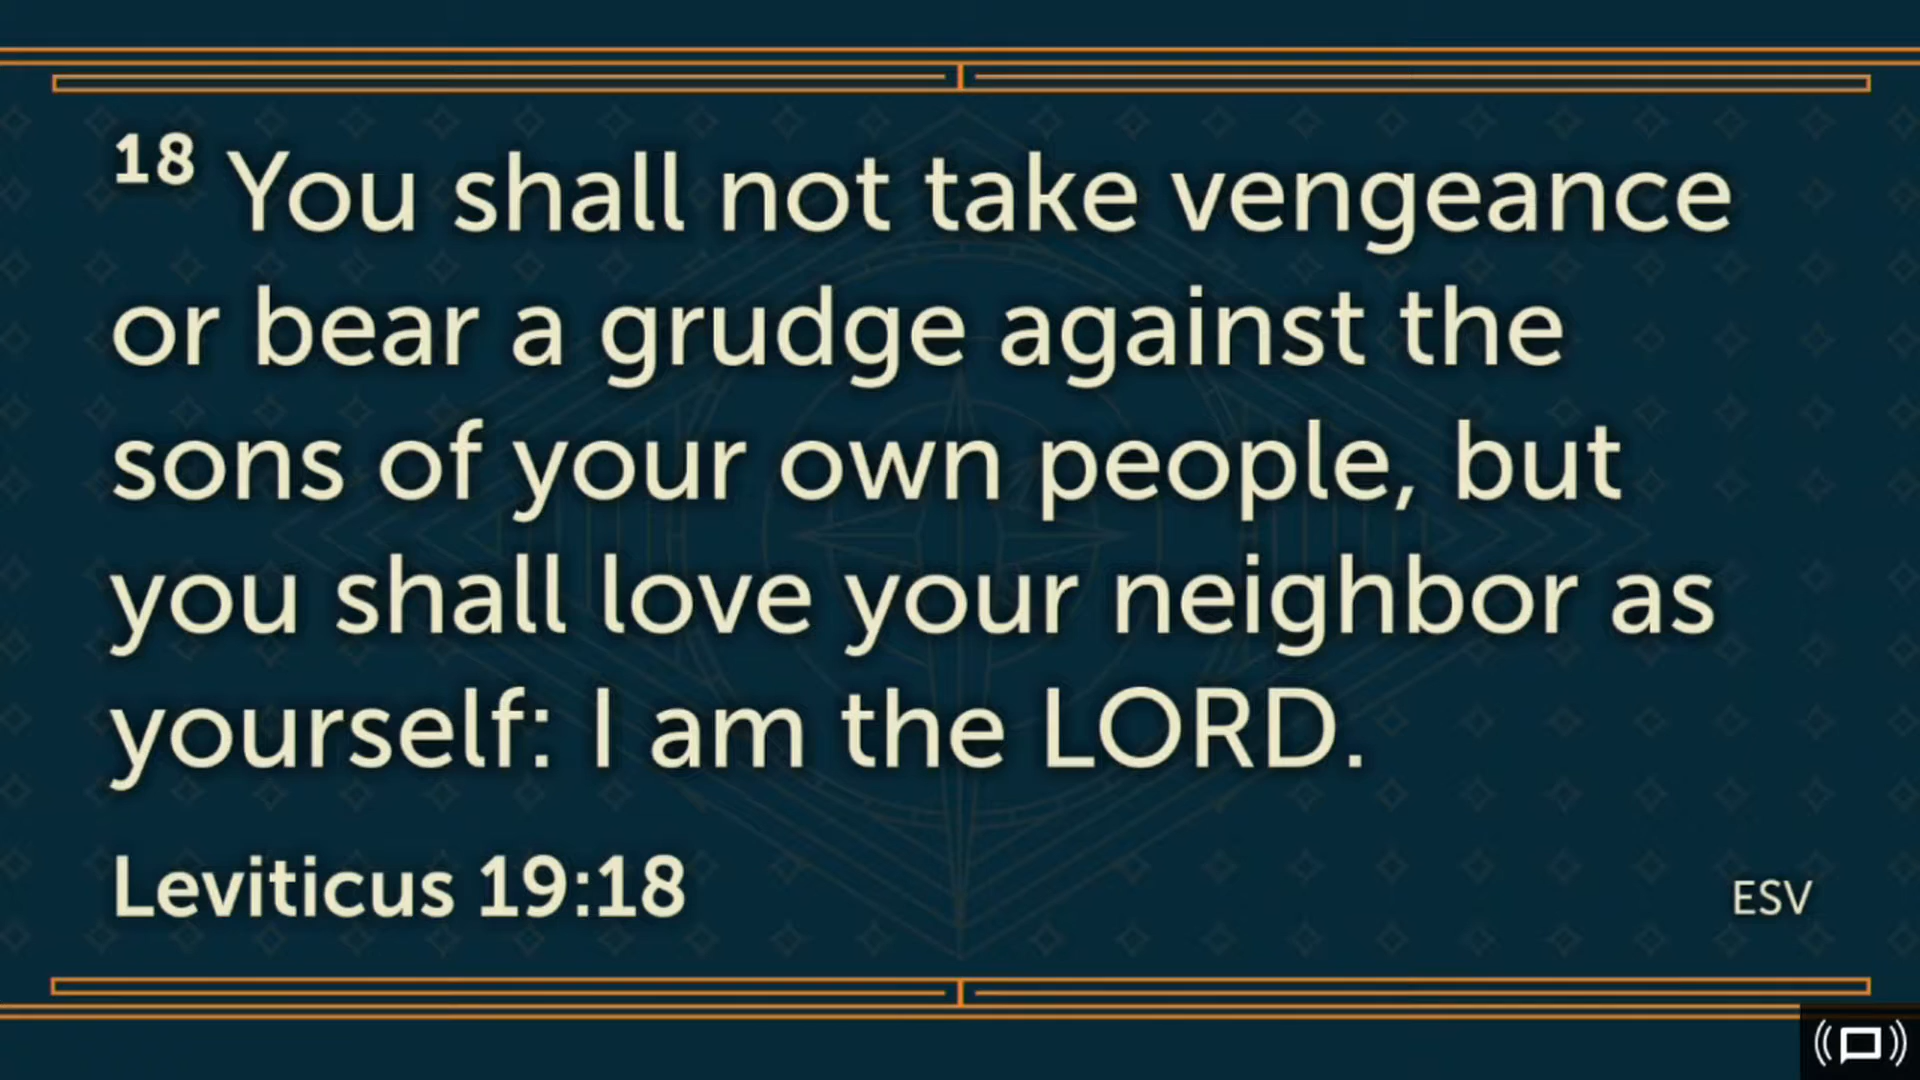 18 You shall not take vengeance
or bear a grudge against the
sons of your own people, but
you shall love your neighbor as
yourself: I am the LORD.
Leviticus 19:18
ESV